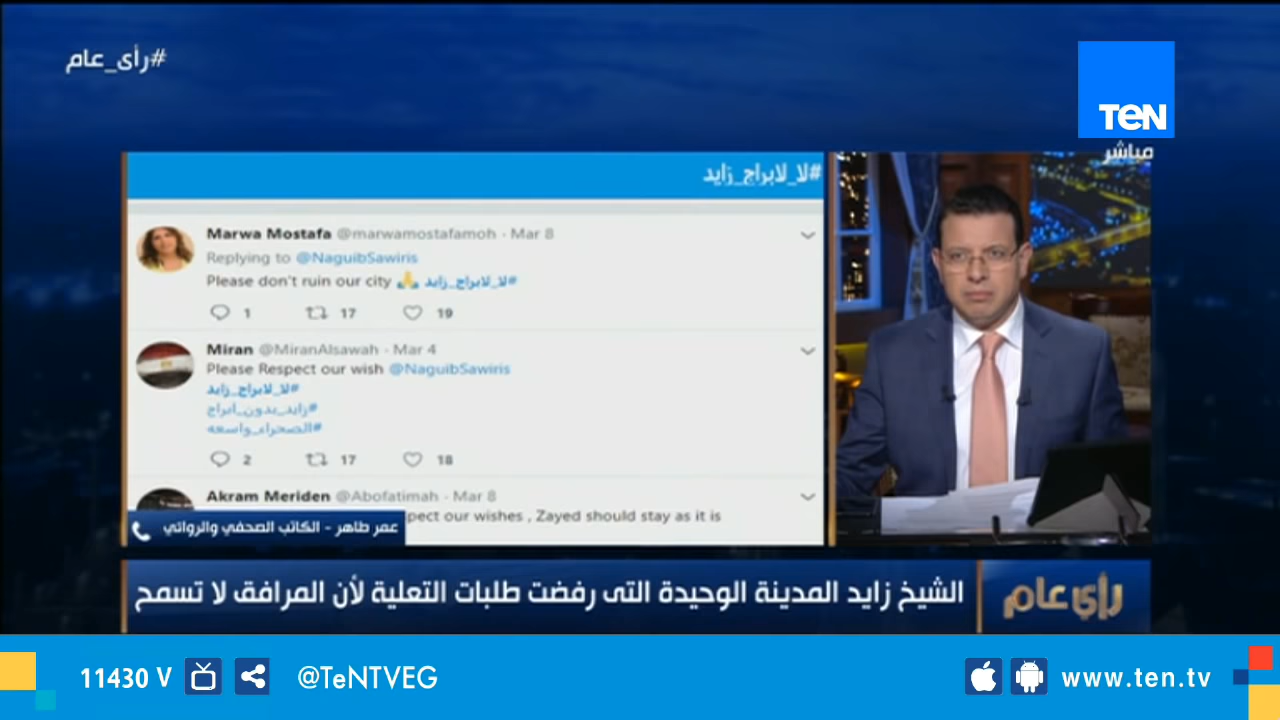 #رأى_عام
TeN
مباشر
#لا_لابراج_زايد
Marwa Mostafa @marwamostafamoh · Mar 8
Replying to @NaguibSawiris
Please don't ruin our city 🙏 #لا_لابراج_زايد
1 17 19
Miran @MiranAlsawah · Mar 4
Please Respect our wish @NaguibSawiris
#لا_لابراج_زايد
#زايد_بدون_ابراج
#الصحراء_واسعه
2 17 18
Akram Meriden @Abofatimah · Mar 8
pect our wishes , Zayed should stay as it is
عمر طاهر - الكاتب الصحفي والروائي
رأي عام
الشيخ زايد المدينة الوحيدة التى رفضت طلبات التعلية لأن المرافق لا تسمح
11430 V @TeNTVEG www.ten.tv